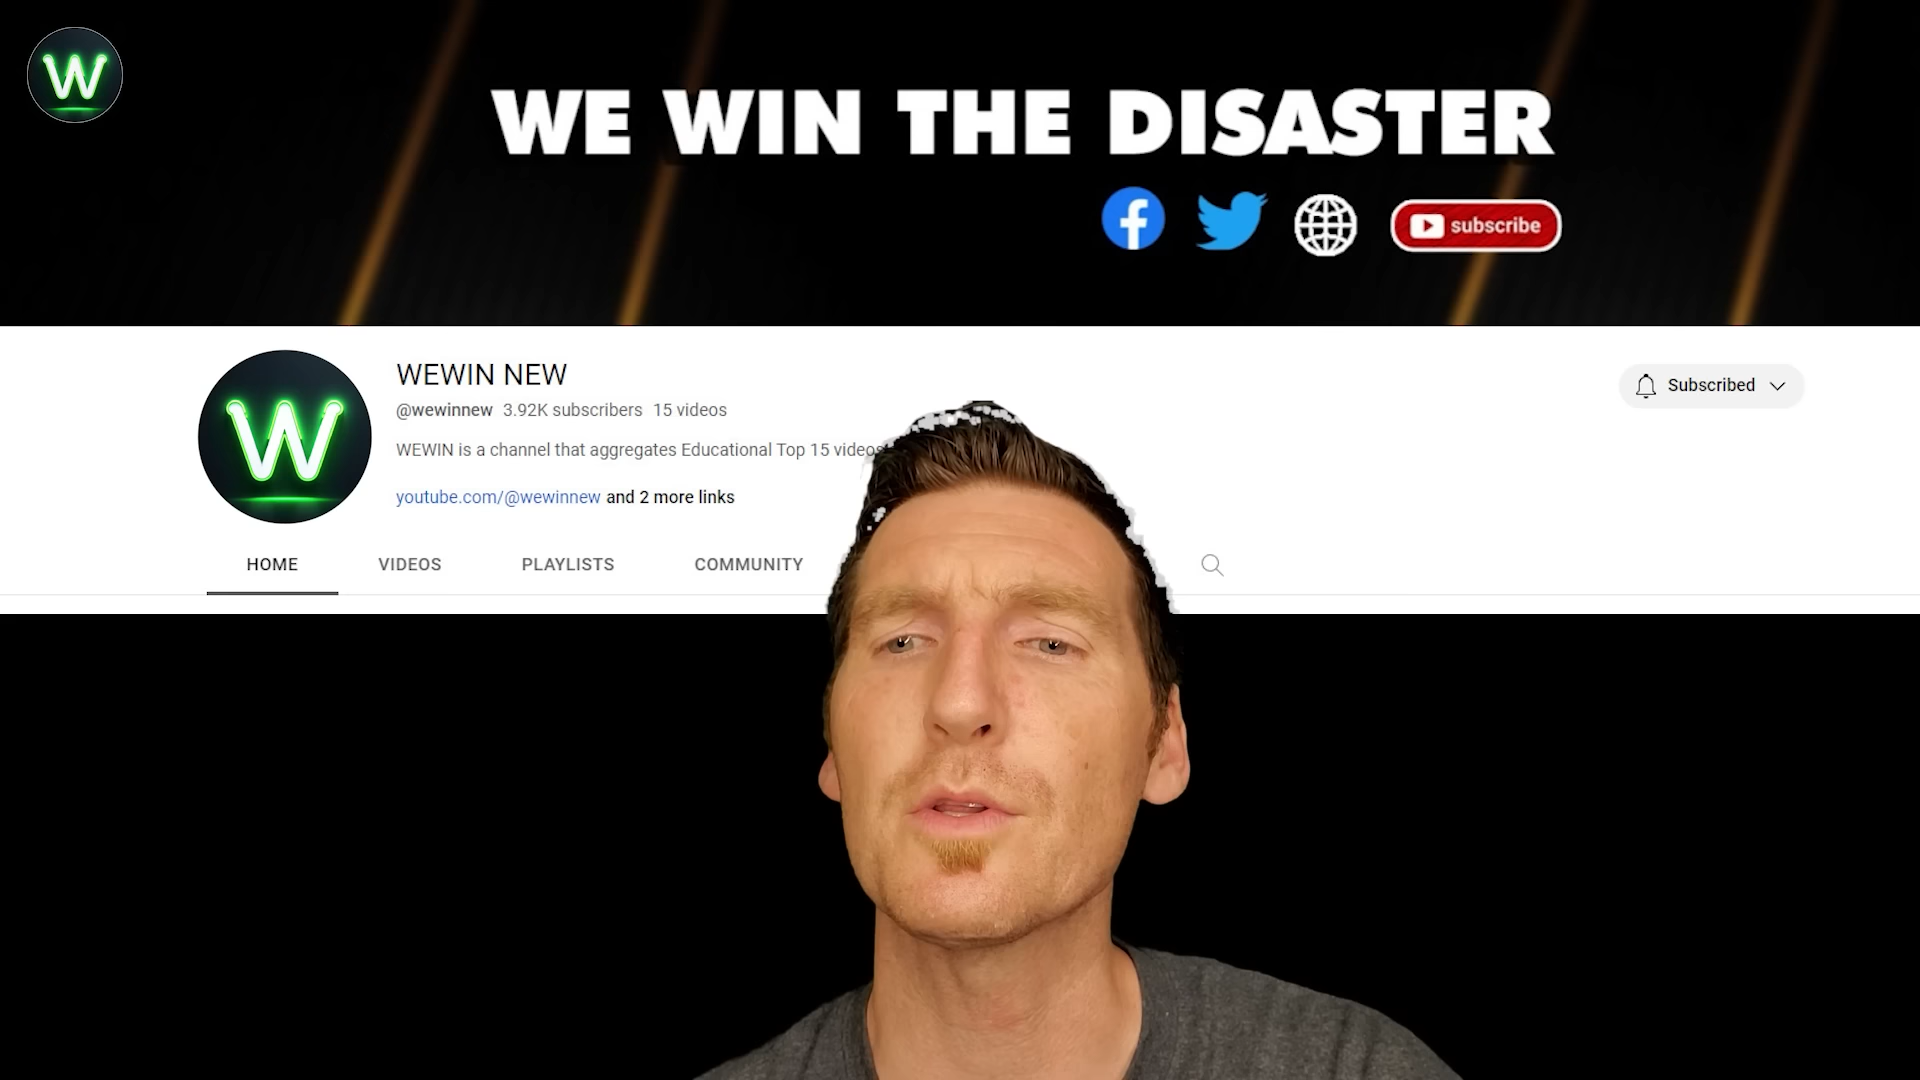 W
WE WIN THE DISASTER
subscribe
W
WEWIN NEW
@wewinnew 3.92K subscribers 15 videos
Subscribed
WEWIN is a channel that aggregates Educational Top 15 videos
youtube.com/@wewinnew and 2 more links
HOME VIDEOS PLAYLISTS COMMUNITY